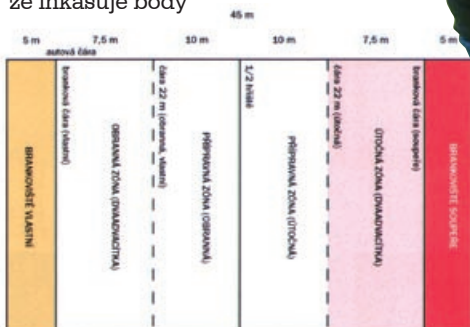 že inkasuje body
45 m
5 m 7,5 m 10 m 10 m 7,5 m 5 m
autová čára
BRANKOVIŠTĚ VLASTNÍ
branková čára (vlastní)
OBRANNÁ ZÓNA (DVAADVACÍTKA)
čára 22 m (obranná, vlastní)
PŘÍPRAVNÁ ZÓNA (OBRANNÁ)
1/2 hřiště
PŘÍPRAVNÁ ZÓNA (ÚTOČNÁ)
čára 22 m (útočná)
ÚTOČNÁ ZÓNA (DVAADVACÍTKA)
branková čára (soupeře)
BRANKOVIŠTĚ SOUPEŘE